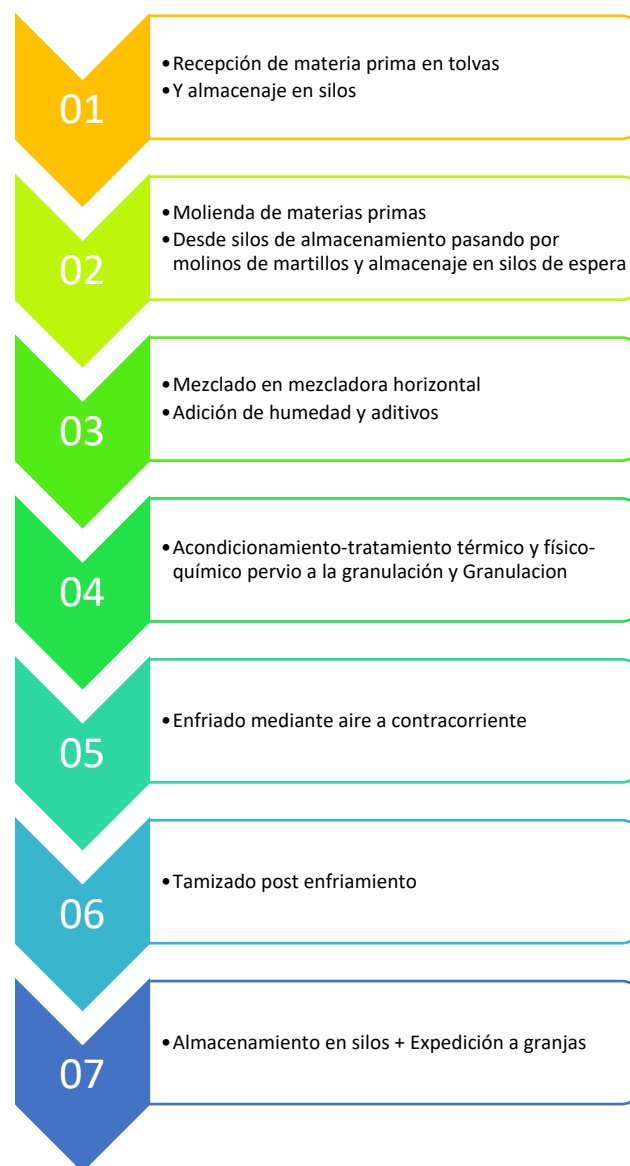 01
•Recepción de materia prima en tolvas
•Y almacenaje en silos
02
•Molienda de materias primas
•Desde silos de almacenamiento pasando por
molinos de martillos y almacenaje en silos de espera
03
•Mezclado en mezcladora horizontal
•Adición de humedad y aditivos
04
•Acondicionamiento-tratamiento térmico y físico-
químico pervio a la granulación y Granulacion
05
•Enfriado mediante aire a contracorriente
06
•Tamizado post enfriamiento
07
•Almacenamiento en silos + Expedición a granjas